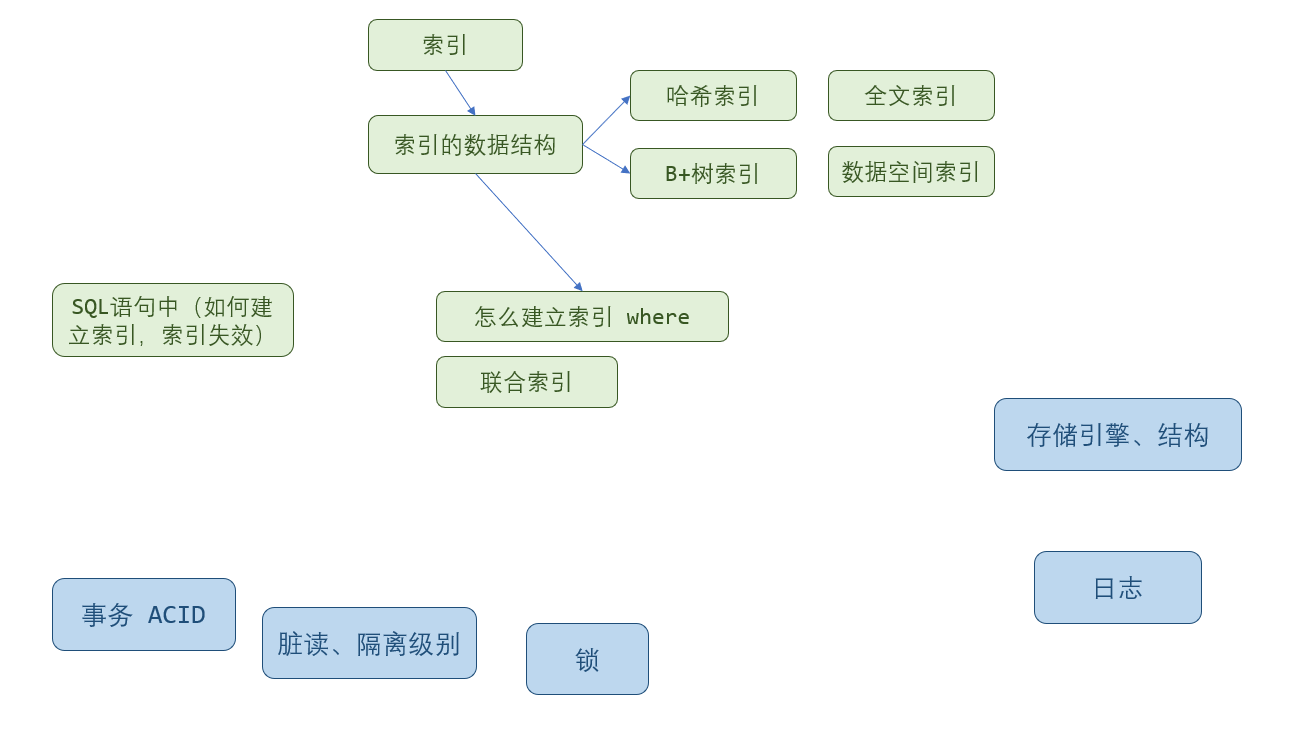 索引
哈希索引
全文索引
索引的数据结构
B+树索引
数据空间索引
SQL语句中（如何建
立索引，索引失效）
怎么建立索引 where
联合索引
存储引擎、结构
日志
事务 ACID
脏读、隔离级别
锁